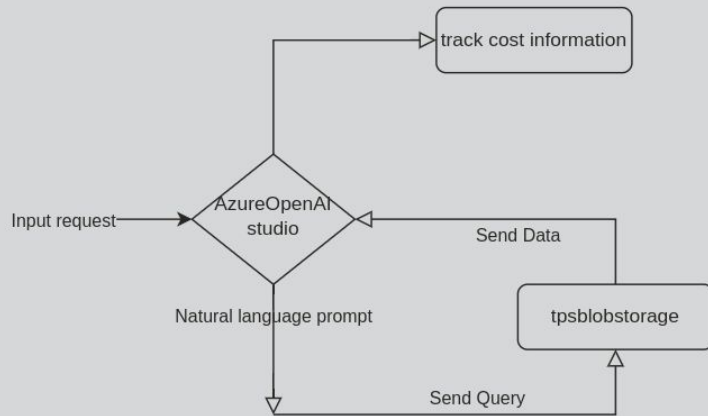 track cost information
AzureOpenAI
studio
Input request
Send Data
Natural language prompt
tpsblobstorage
Send Query